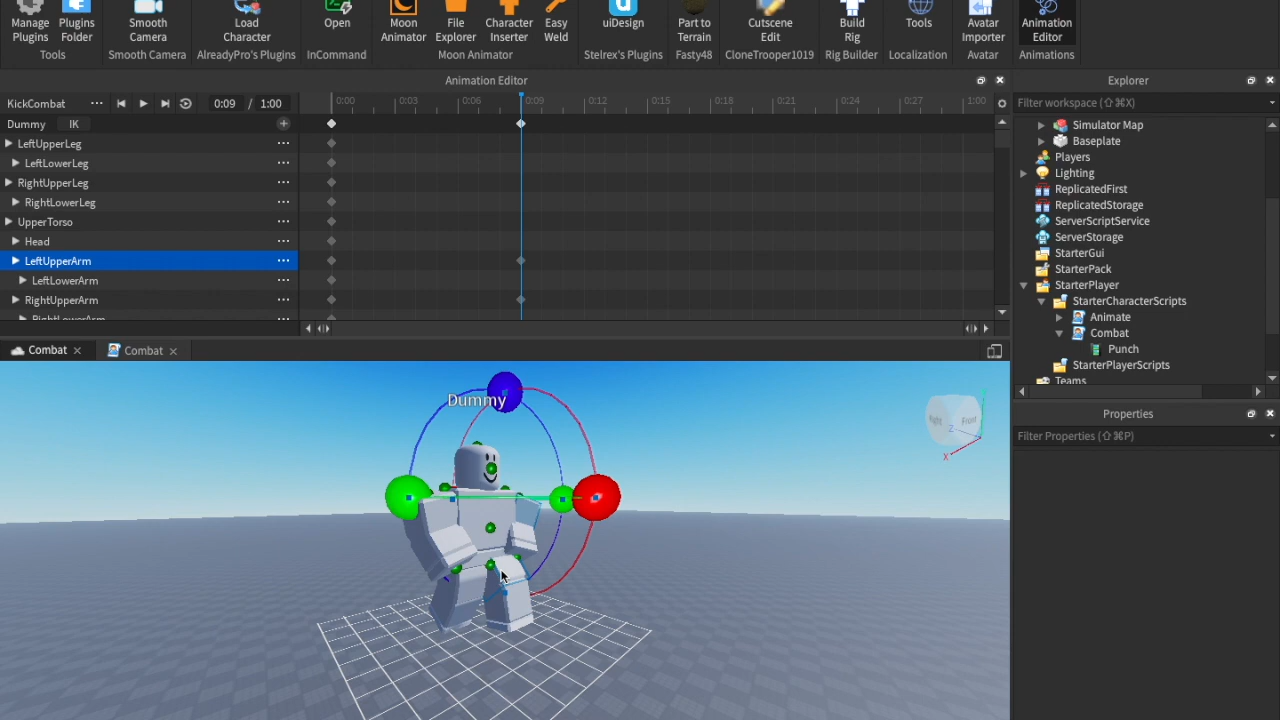 Manage Plugins
Plugins Folder
Smooth Camera
Load Character
Open
Moon Animator
File Explorer
Character Inserter
Easy Weld
uiDesign
Part to Terrain
Cutscene Edit
Build Rig
Tools
Avatar Importer
Animation Editor
Tools
Smooth Camera
AlreadyPro's Plugins
InCommand
Moon Animator
Stelrex's Plugins
Fasty48
CloneTrooper1019
Rig Builder
Localization
Avatar
Animations
Animation Editor
KickCombat ••• 0:09 / 1:00
0:00 0:03 0:06 0:09 0:12 0:15 0:18 0:21 0:24 0:27 1:00
Dummy IK
LeftUpperLeg
LeftLowerLeg
RightUpperLeg
RightLowerLeg
UpperTorso
Head
LeftUpperArm
LeftLowerArm
RightUpperArm
RightLowerArm
Combat
Combat
Dummy
Right
Front
Z
X
Explorer
Filter workspace (⇧⌘X)
Simulator Map
Baseplate
Players
Lighting
ReplicatedFirst
ReplicatedStorage
ServerScriptService
ServerStorage
StarterGui
StarterPack
StarterPlayer
StarterCharacterScripts
Animate
Combat
Punch
StarterPlayerScripts
Teams
Properties
Filter Properties (⇧⌘P)